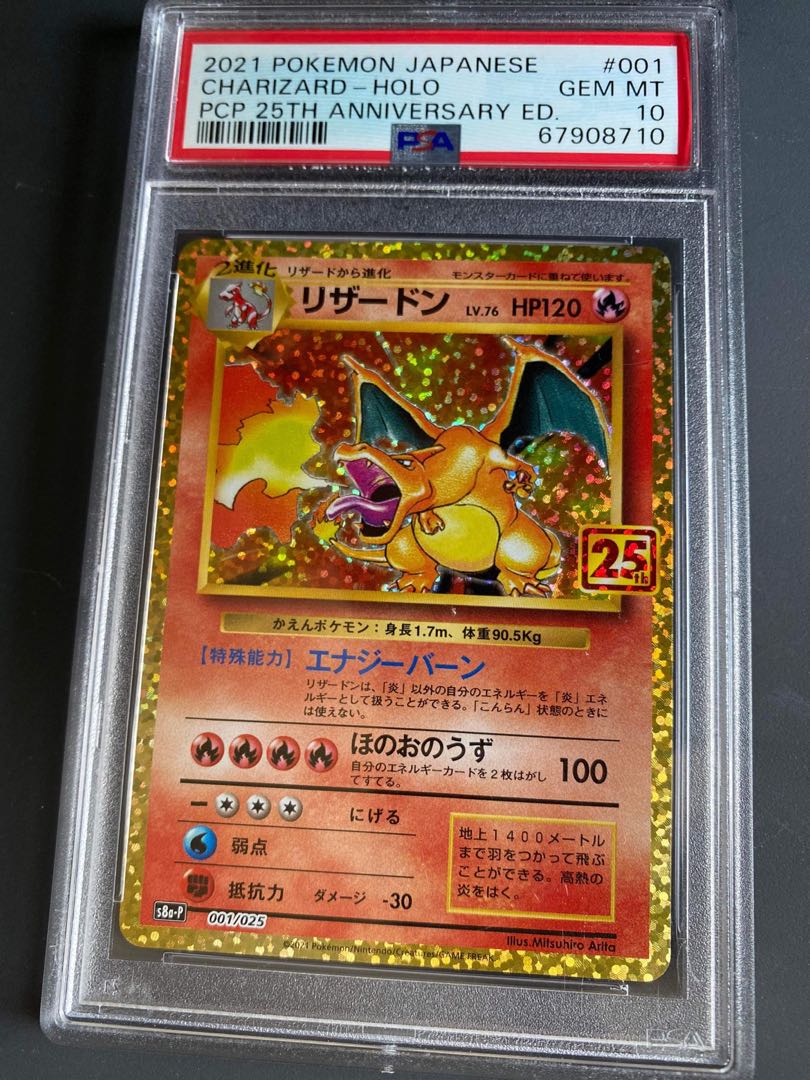 2021 POKEMON JAPANESE #001
CHARIZARD-HOLO GEM MT
PCP 25TH ANNIVERSARY ED. 10
PSA 67908710
2進化 リザードから進化 モンスターカードに重ねて使います。
リザードン LV.76 HP120
25th
かえんポケモン:身長1.7m、体重90.5Kg
【特殊能力】エナジーバーン
リザードンは、「炎」以外の自分のエネルギーを「炎」エネ
ルギーとして扱うことができる。「こんらん」状態のときに
は使えない。
ほのおのうず 100
自分のエネルギーカードを2枚はがし
てすてる。
にげる
弱点
抵抗力 ダメージ -30
地上1400メートル
まで羽をつかって飛ぶ
ことができる。高熱の
炎をはく。
s8a-P 001/025
Illus.Mitsuhiro Arita
©2021 Pokémon/Nintendo/Creatures/GAME FREAK
PSA